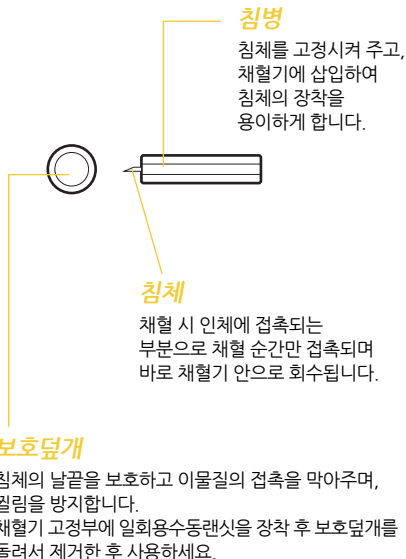 침병
침체를 고정시켜 주고,
채혈기에 삽입하여
침체의 장착을
용이하게 합니다.
침체
채혈 시 인체에 접촉되는
부분으로 채혈 순간만 접촉되며
바로 채혈기 안으로 회수됩니다.
보호덮개
침체의 날끝을 보호하고 이물질의 접촉을 막아주며,
찔림을 방지합니다.
채혈기 고정부에 일회용수동랜싯을 장착 후 보호덮개를
돌려서 제거한 후 사용하세요.